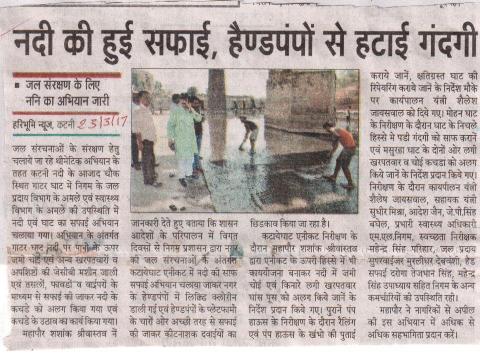 नदी की हुई सफाई, हैण्डपंपों से हटाई गंदगी
▪ जल संरक्षण के लिए
ननि का अभियान जारी
हरिभूमि न्यूज, कटनी 23/3/17
जल संरचनाओं के संरक्षण हेतु
चलाये जा रहे थीमेटिक अभियान के
तहत कटनी नदी के आजाद चौक
स्थित गाटर घाट में निगम के जल
प्रदाय विभाग के अमले एवं स्वास्थ्य
विभाग के अमलें की उपस्थिति में
नदी एवं घाट का सफाई अभियान
चलाया गया। अभियान के अंतर्गत
गाटर घाट नदी पर पानी के ऊपर
जमी चोई एवं अन्य खरपतवारों व
अपशिष्टों की जेसीबी मशीन जाली
एवं तसलों, फावडों व वाईपरों के
माध्यम से सफाई की जाकर नदी के
कचडे को अलग किया गया एवं
कचडे के उठाव का कार्य किया गया।
महापौर शशांक श्रीवास्तव नें
जानकारी देते हुए बताया कि शासन
आदेशों के परिपालन में विगत्
दिवसों से निगम प्रशासन द्वारा नगर
की जल संरचनाओं के अंतर्गत
कटायेघाट एनीकट में नदी की साफ
सफाई अभियान चलाया जाकर नगर
के हेण्डपंपों में लिक्विड क्लोरीन
डाली गई एवं हेण्डपंपों के प्लेटफार्मो
के चारों ओर अच्छी तरह से सफाई
की जाकर कीटनाशक दवाईयों का
छिडकाव किया जा रहा है।
कटायेघाट एनीकट निरीक्षण के
दौरान महापौर शशांक श्रीवास्तव
द्वारा एनीकट के ऊपरी हिस्से में भी
कार्ययोजना बनाकर नदी में जमी
चोई एवं किनारे लगी खरपतवार
घांस फूस को अलग किये जाने के
निर्देश प्रदान किये गए। पुराने पंप
हाऊस के निरीक्षण के दौरान रैलिंग
एवं पंप हाऊस के खंभो की पुताई
कराये जानें, क्षतिग्रस्त घाट की
रिपेयरिंग कराये जाने के निर्देश मौके
पर कार्यपालन यंत्री शैलेश
जायसवाल को दिये गए। मोहन घाट
के निरीक्षण के दौरान घाट के निचले
हिस्से मे पडी गंदगी को साफ कराने
एवं मसुरहा घाट के दोनों ओर लगी
खरपतवार व चोई कचडा को अलग
किये जानें के निर्देश प्रदान किये गए।
निरीक्षण के दौरान कार्यपालन यंत्री
शैलेष जायसवाल, सहायक यंत्री
सुधीर मिश्रा, आदेश जैन, जे.पी.सिंह
बघेल, प्रभारी स्वास्थ्य अधिकारी
एम.एल.निगम, स्वच्छता निरीक्षक
महेन्द्र सिंह परिहार, जल प्रदाय
सुपरवाईजर मुरलीधर देबवंशी, हेड
सफाई दरोगा तेजभान सिंह, महेन्द्र
सिंह उपाध्याय सहित निगम के अन्य
कर्मचारियों की उपस्थिति रही।
महापौर नें नागरिकों से अपील
की इस अभियान में अधिक से
अधिक सहभागिता प्रदान करें।